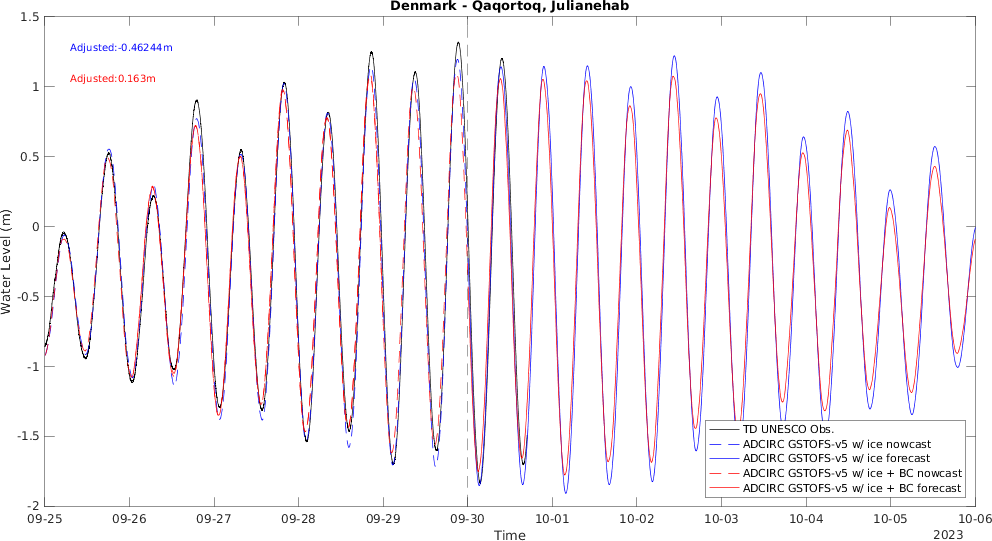 Denmark - Qaqortoq, Julianehab
Adjusted:-0.46244m
Adjusted:0.163m
Water Level (m)
1.5
1
0.5
0
-0.5
-1
-1.5
-2
TD UNESCO Obs.
ADCIRC GSTOFS-v5 w/ ice nowcast
ADCIRC GSTOFS-v5 w/ ice forecast
ADCIRC GSTOFS-v5 w/ ice + BC nowcast
ADCIRC GSTOFS-v5 w/ ice + BC forecast
09-25 09-26 09-27 09-28 09-29 09-30 10-01 10-02 10-03 10-04 10-05 10-06
Time
2023